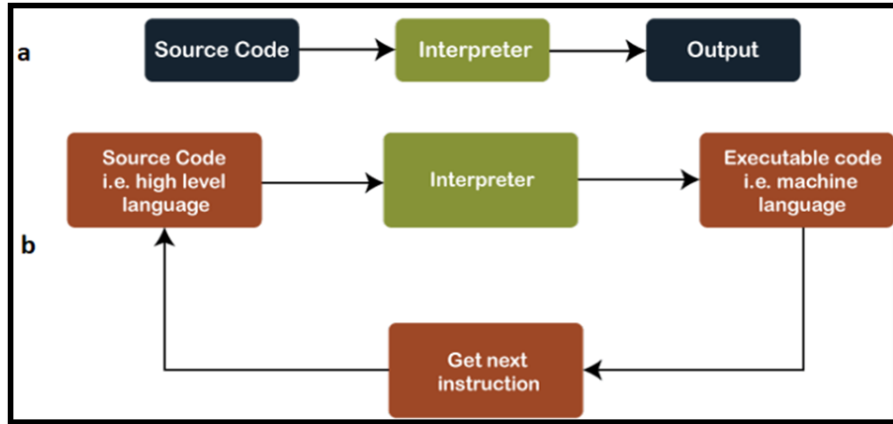 a
Source Code
Interpreter
Output
b
Source Code
i.e. high level
language
Interpreter
Executable code
i.e. machine
language
Get next
instruction